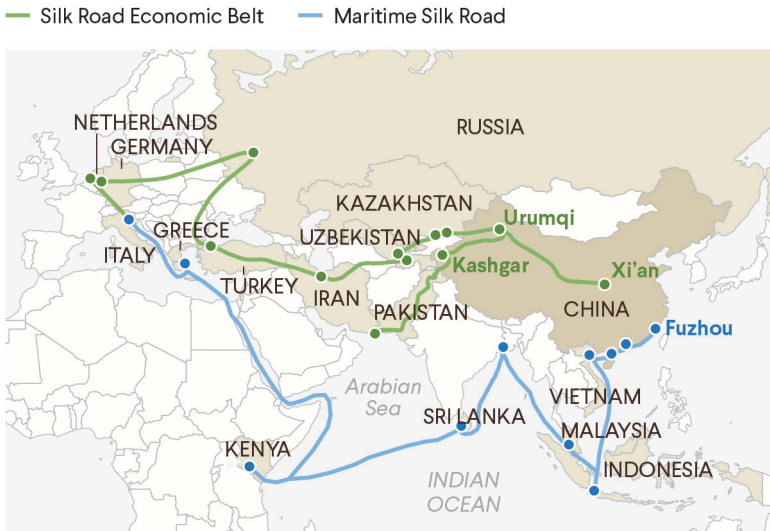 Silk Road Economic Belt
Maritime Silk Road
NETHERLANDS
GERMANY
RUSSIA
KAZAKHSTAN
Urumqi
GREECE
UZBEKISTAN
ITALY
Kashgar
Xi'an
TURKEY
IRAN
PAKISTAN
CHINA
Fuzhou
Arabian
Sea
VIETNAM
SRI LANKA
MALAYSIA
KENYA
INDONESIA
INDIAN
OCEAN